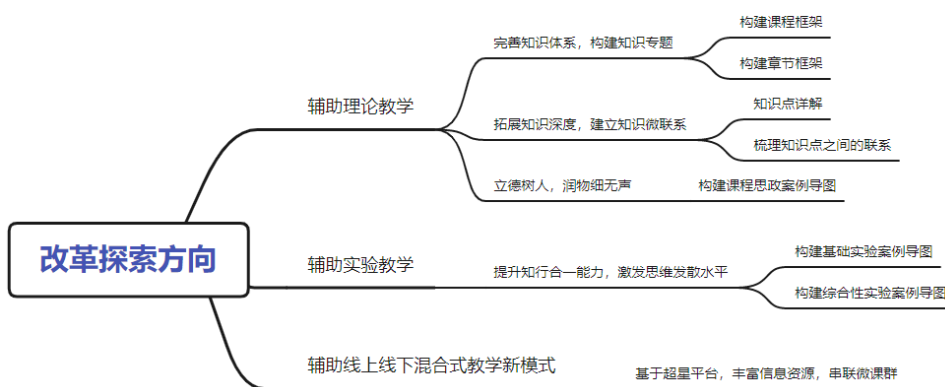 改革探索方向
辅助理论教学
完善知识体系，构建知识专题
构建课程框架
构建章节框架
拓展知识深度，建立知识微联系
知识点详解
梳理知识点之间的联系
立德树人，润物细无声
构建课程思政案例导图
辅助实验教学
提升知行合一能力，激发思维发散水平
构建基础实验案例导图
构建综合性实验案例导图
辅助线上线下混合式教学新模式
基于超星平台，丰富信息资源，串联微课群